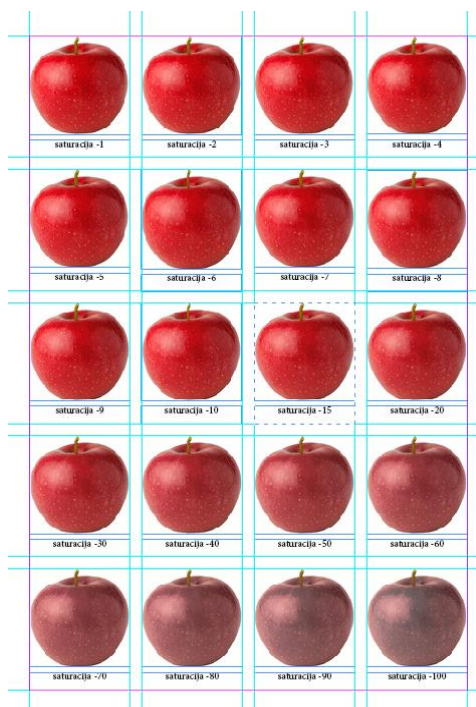 saturacija -1
saturacija -2
saturacija -3
saturacija -4
saturacija -5
saturacija -6
saturacija -7
saturacija -8
saturacija -9
saturacija -10
saturacija -15
saturacija -20
saturacija -30
saturacija -40
saturacija -50
saturacija -60
saturacija -70
saturacija -80
saturacija -90
saturacija -100